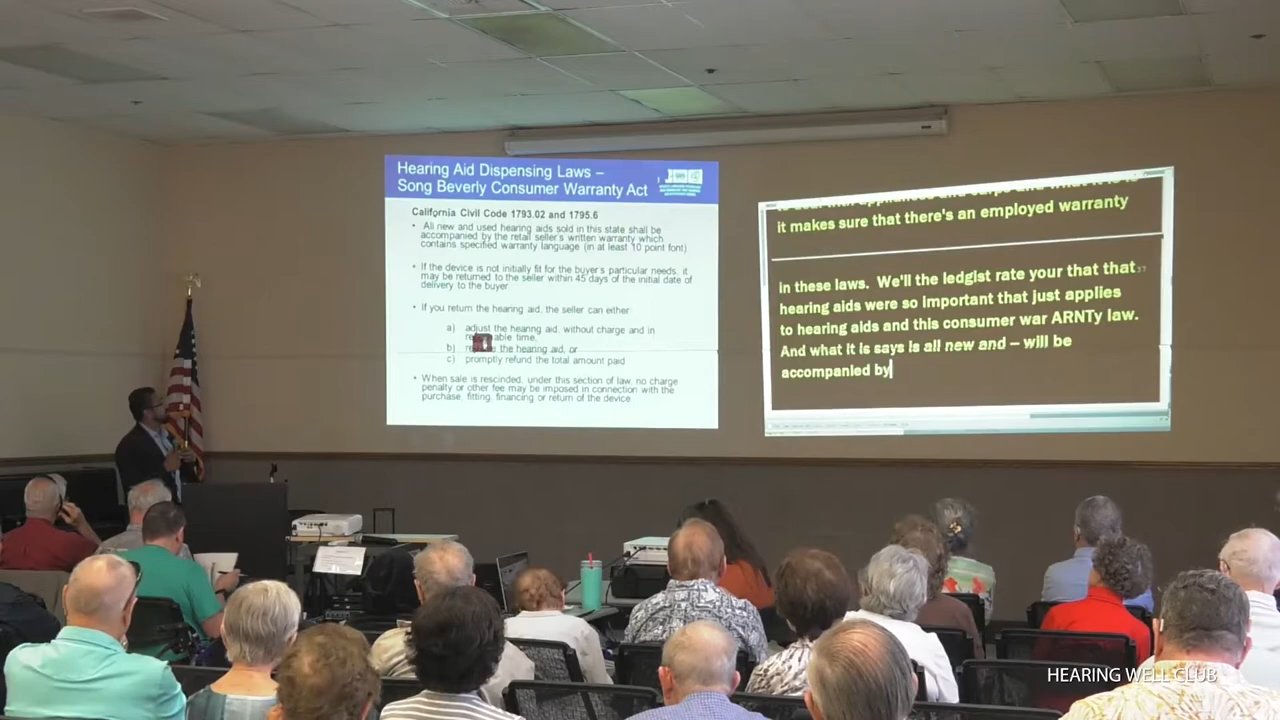 Hearing Aid Dispensing Laws –
Song Beverly Consumer Warranty Act
California Civil Code 1793.02 and 1795.6
• All new and used hearing aids sold in this state shall be
accompanied by the retail seller's written warranty which
contains specified warranty language (in at least 10 point font)
• If the device is not initially fit for the buyer's particular needs, it
may be returned to the seller within 45 days of the initial date of
delivery to the buyer
• If you return the hearing aid, the seller can either:
a) adjust the hearing aid, without charge and in
able time,
b) the hearing aid, or
c) promptly refund the total amount paid
• When sale is rescinded, under this section of law, no charge
penalty or other fee may be imposed in connection with the
purchase, fitting, financing or return of the device
it makes sure that there's an employed warranty
in these laws. We'll the ledgist rate your that that
hearing aids were so important that just applies
to hearing aids and this consumer war ARNTy law.
And what it is says is all new and – will be
accompanied by
HEARING WELL CLUB